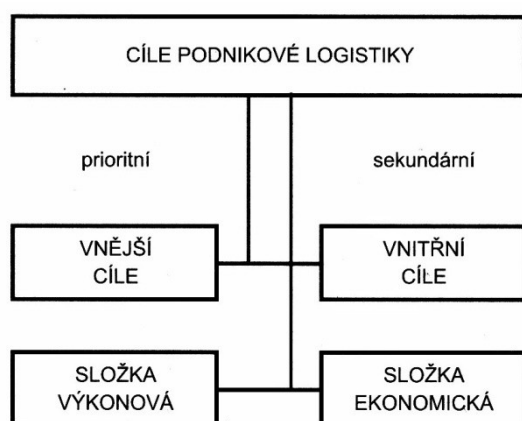 CÍLE PODNIKOVÉ LOGISTIKY
prioritní
sekundární
VNĚJŠÍ
CÍLE
VNITŘNÍ
CÍLE
SLOŽKA
VÝKONOVÁ
SLOŽKA
EKONOMICKÁ